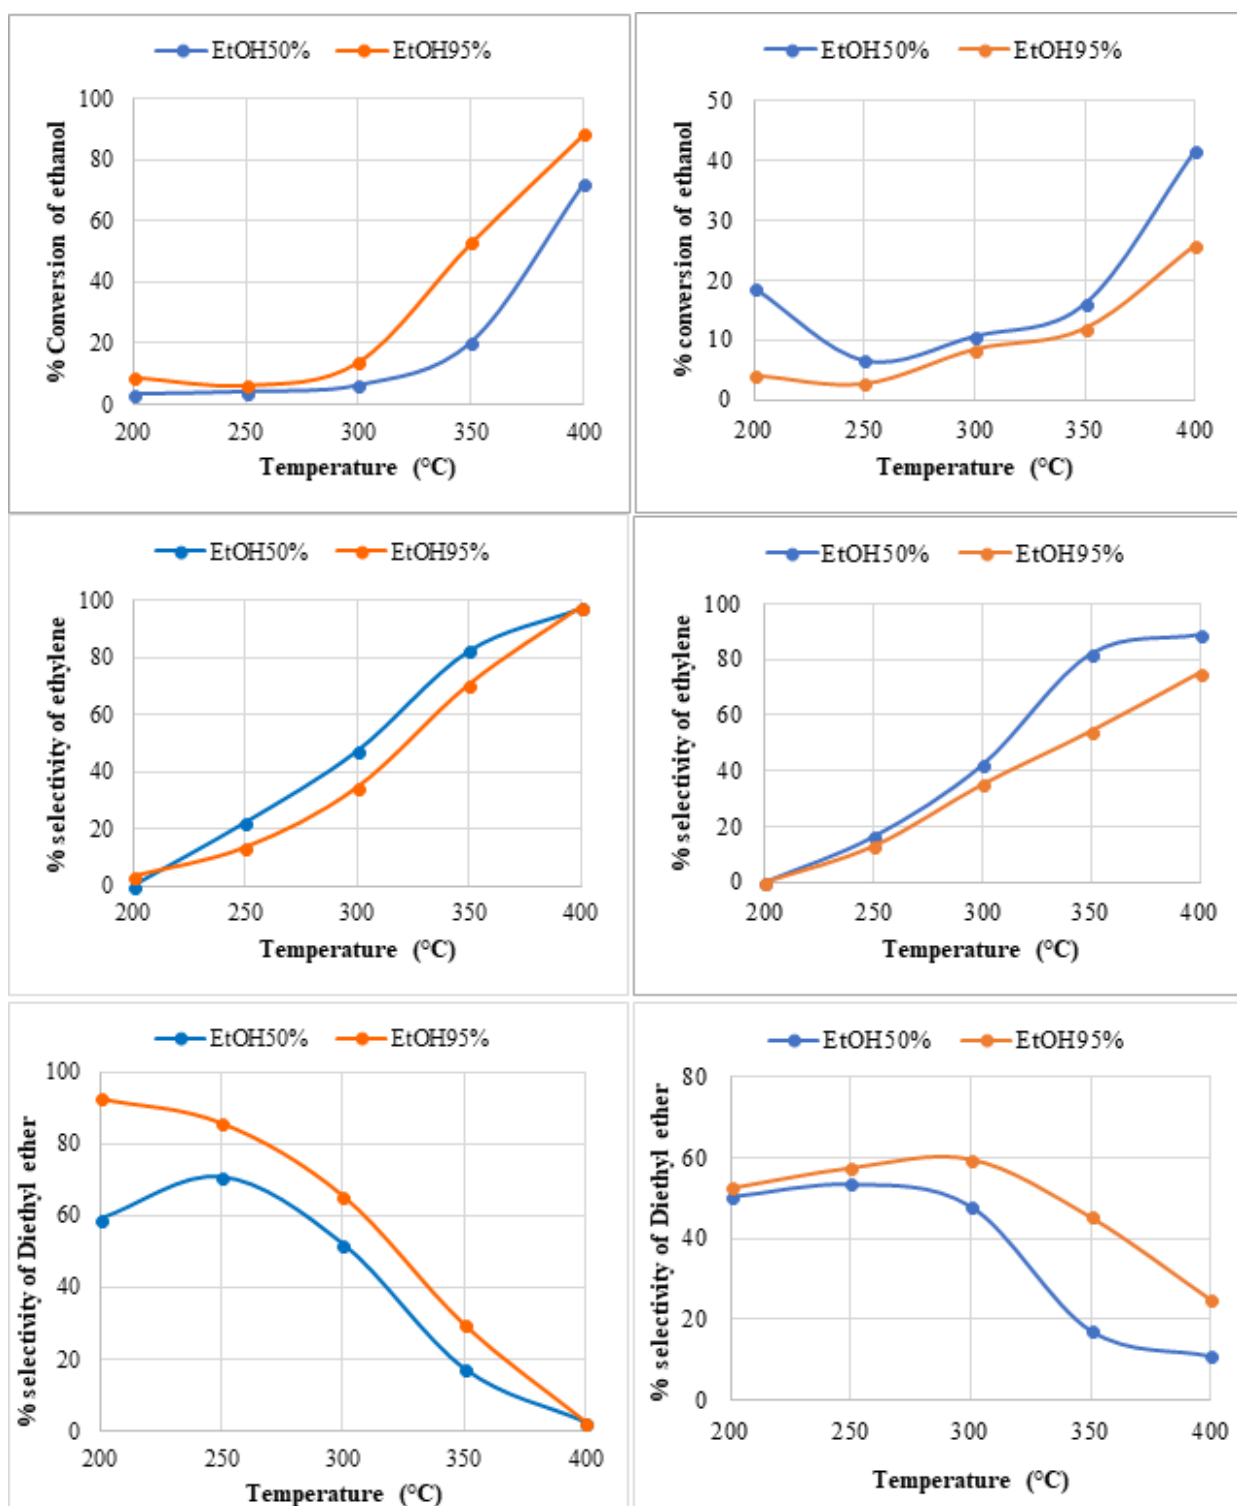 EtOH50% EtOH95%
% Conversion of ethanol
100
80
60
40
20
0
200 250 300 350 400
Temperature (°C)
EtOH50% EtOH95%
% conversion of ethanol
50
40
30
20
10
0
200 250 300 350 400
Temperature (°C)
EtOH50% EtOH95%
% selectivity of ethylene
100
80
60
40
20
0
200 250 300 350 400
Temperature (°C)
EtOH50% EtOH95%
% selectivity of ethylene
100
80
60
40
20
0
200 250 300 350 400
Temperature (°C)
EtOH50% EtOH95%
% selectivity of Diethyl ether
100
80
60
40
20
0
200 250 300 350 400
Temperature (°C)
EtOH50% EtOH95%
% selectivity of Diethyl ether
80
60
40
20
0
200 250 300 350 400
Temperature (°C)